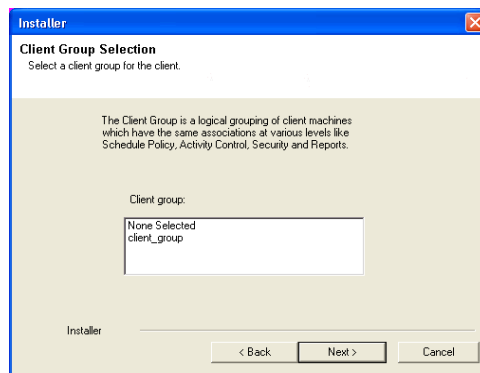 Installer
Client Group Selection
Select a client group for the client.
The Client Group is a logical grouping of client machines
which have the same associations at various levels like
Schedule Policy, Activity Control, Security and Reports.
Client group:
None Selected
client_group
Installer
< Back
Next >
Cancel